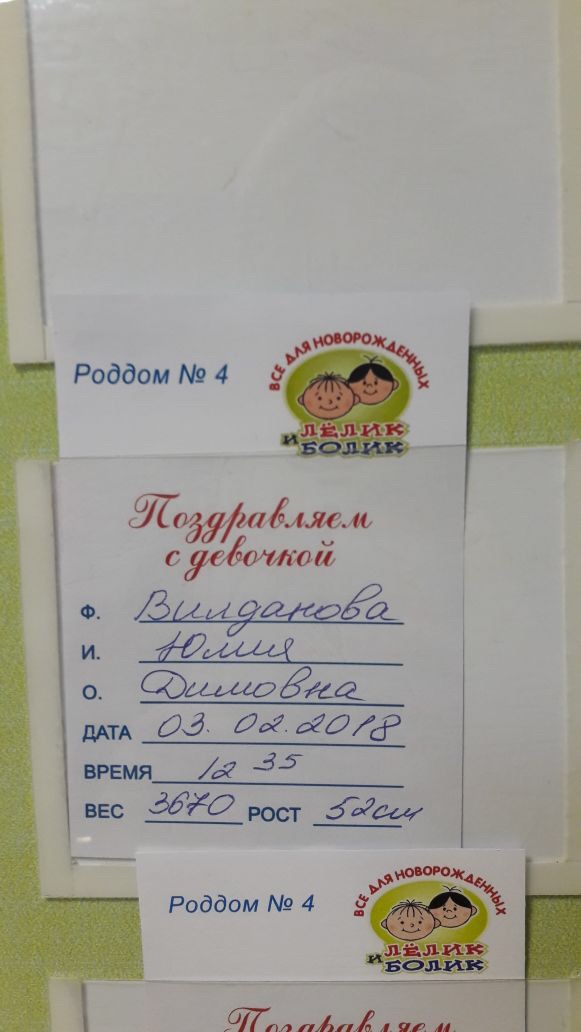 Роддом № 4
ВСЕ ДЛЯ НОВОРОЖДЕННЫХ
ЛЁЛИК
И БОЛИК
Поздравляем
с девочкой
Ф. Вилданова
И. Юлия
О. Димовна
ДАТА 03.02.2018
ВРЕМЯ 12 35
ВЕС 3670 РОСТ 52см
Роддом № 4
ВСЕ ДЛЯ НОВОРОЖДЕННЫХ
ЛЁЛИК
И БОЛИК
Поздравляем